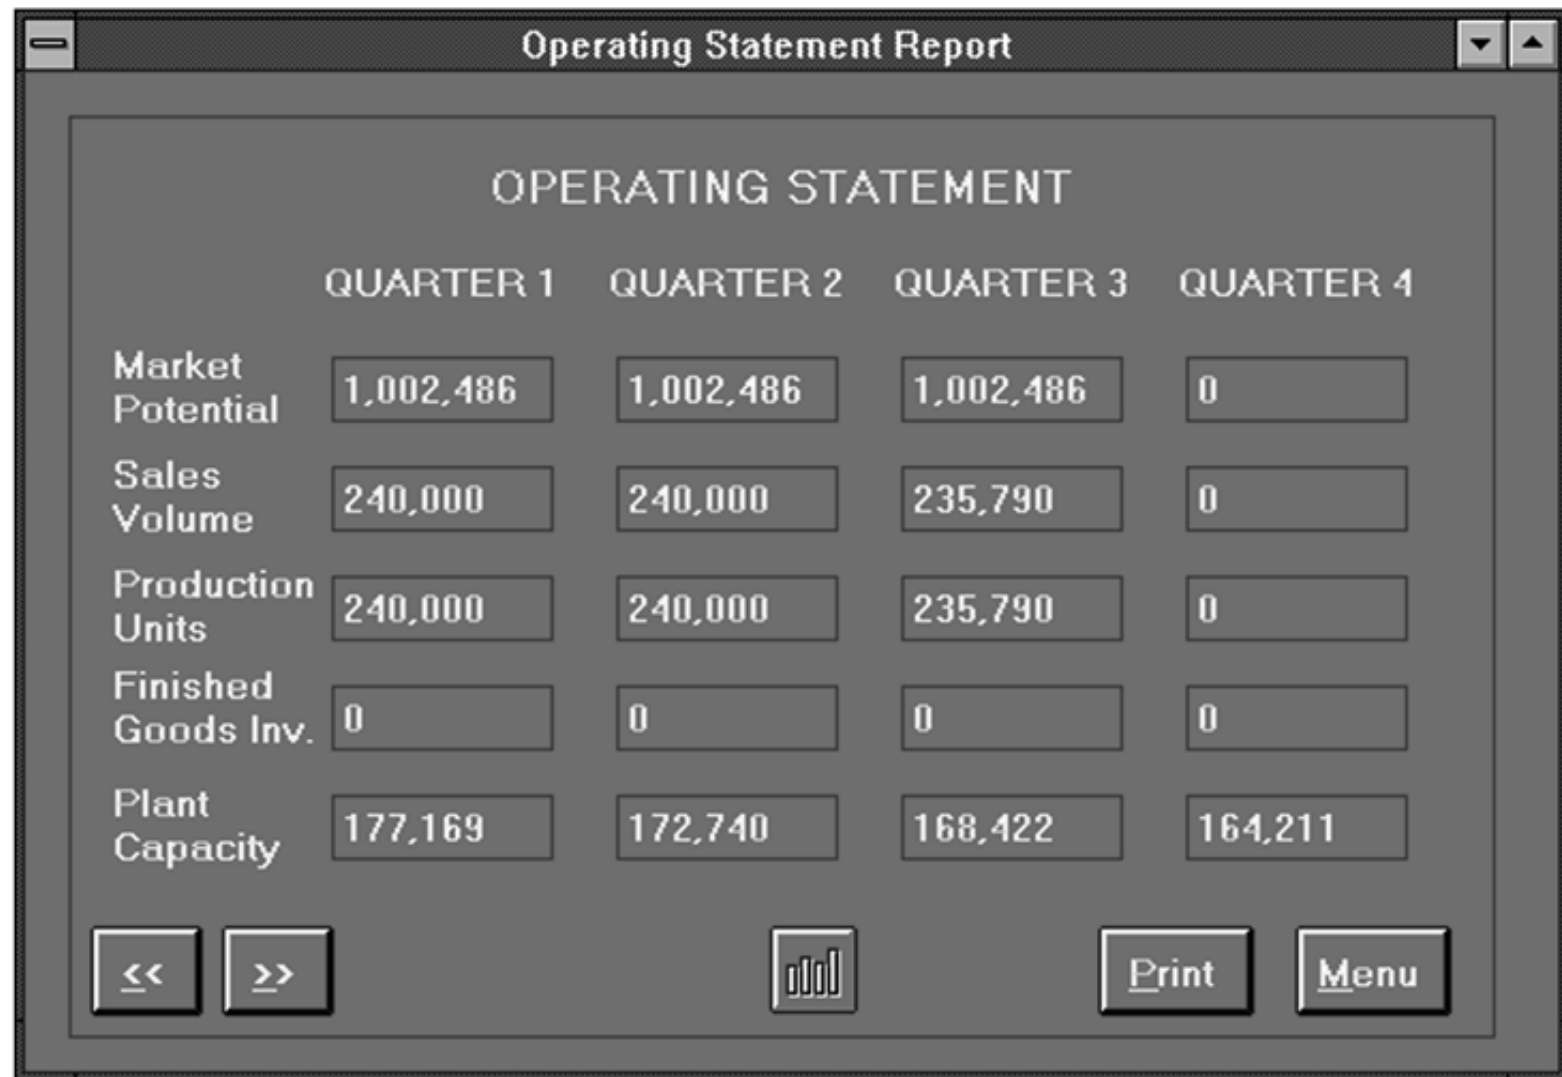 Operating Statement Report
OPERATING STATEMENT
QUARTER 1 QUARTER 2 QUARTER 3 QUARTER 4
Market
Potential 1,002,486 1,002,486 1,002,486 0
Sales
Volume 240,000 240,000 235,790 0
Production
Units 240,000 240,000 235,790 0
Finished
Goods Inv. 0 0 0 0
Plant
Capacity 177,169 172,740 168,422 164,211
<< >> Print Menu